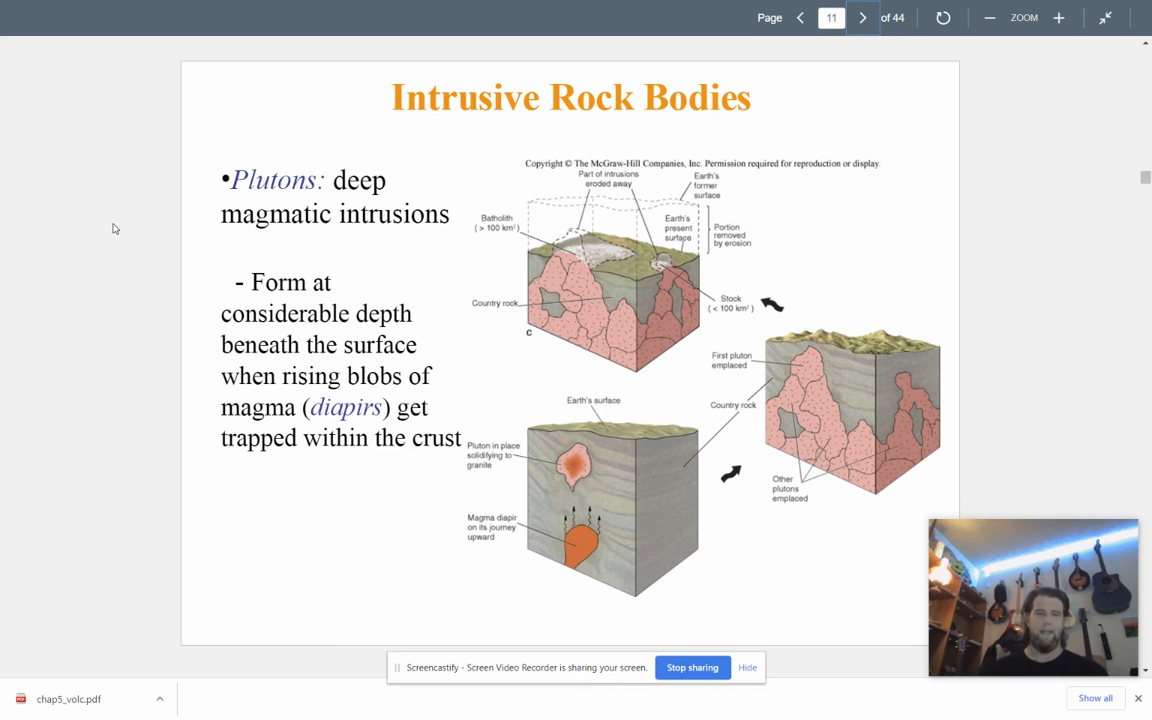 Page
11
of 44
ZOOM
Intrusive Rock Bodies
•Plutons: deep
magmatic intrusions
- Form at
considerable depth
beneath the surface
when rising blobs of
magma (diapirs) get
trapped within the crust
Copyright © The McGraw-Hill Companies, Inc. Permission required for reproduction or display.
Part of intrusions
eroded away
Earth's
former
surface
Batholith
(> 100 km²)
Earth's
present
surface
Portion
removed
by erosion
Country rock
Stock
(< 100 km²)
C
First pluton
emplaced
Country rock
Other
plutons
emplaced
Earth's surface
Pluton in place
solidifying to
granite
Magma diapir
on its journey
upward
Screencastify - Screen Video Recorder is sharing your screen.
Stop sharing
Hide
chap5_volc.pdf
Show all